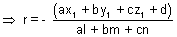 ⇒ r = - (ax₁ + by₁ + cz₁ + d) / (al + bm + cn)